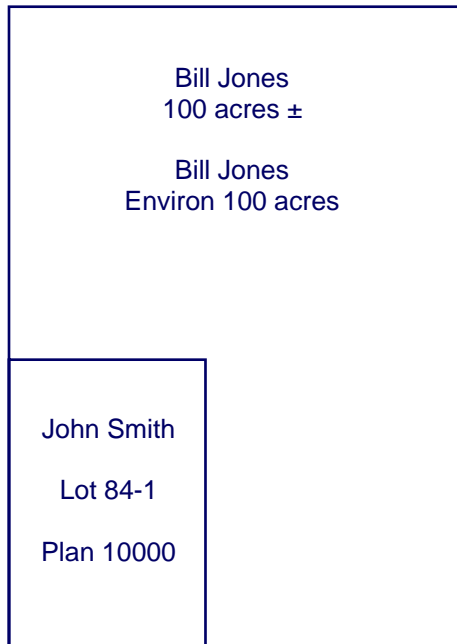 Bill Jones
100 acres ±
Bill Jones
Environ 100 acres
John Smith
Lot 84-1
Plan 10000